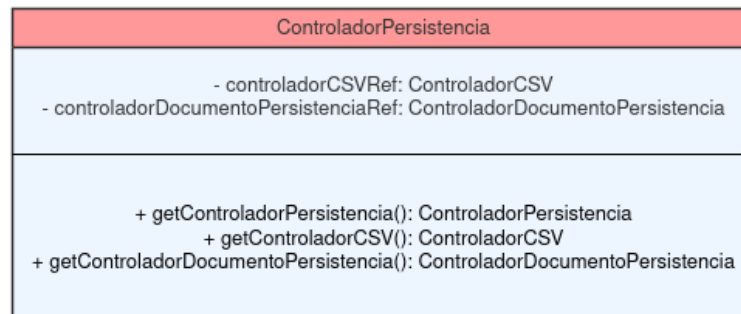 ControladorPersistencia
- controladorCSVRef: ControladorCSV
- controladorDocumentoPersistenciaRef: ControladorDocumentoPersistencia
+ getControladorPersistencia(): ControladorPersistencia
+ getControladorCSV(): ControladorCSV
+ getControladorDocumentoPersistencia(): ControladorDocumentoPersistencia